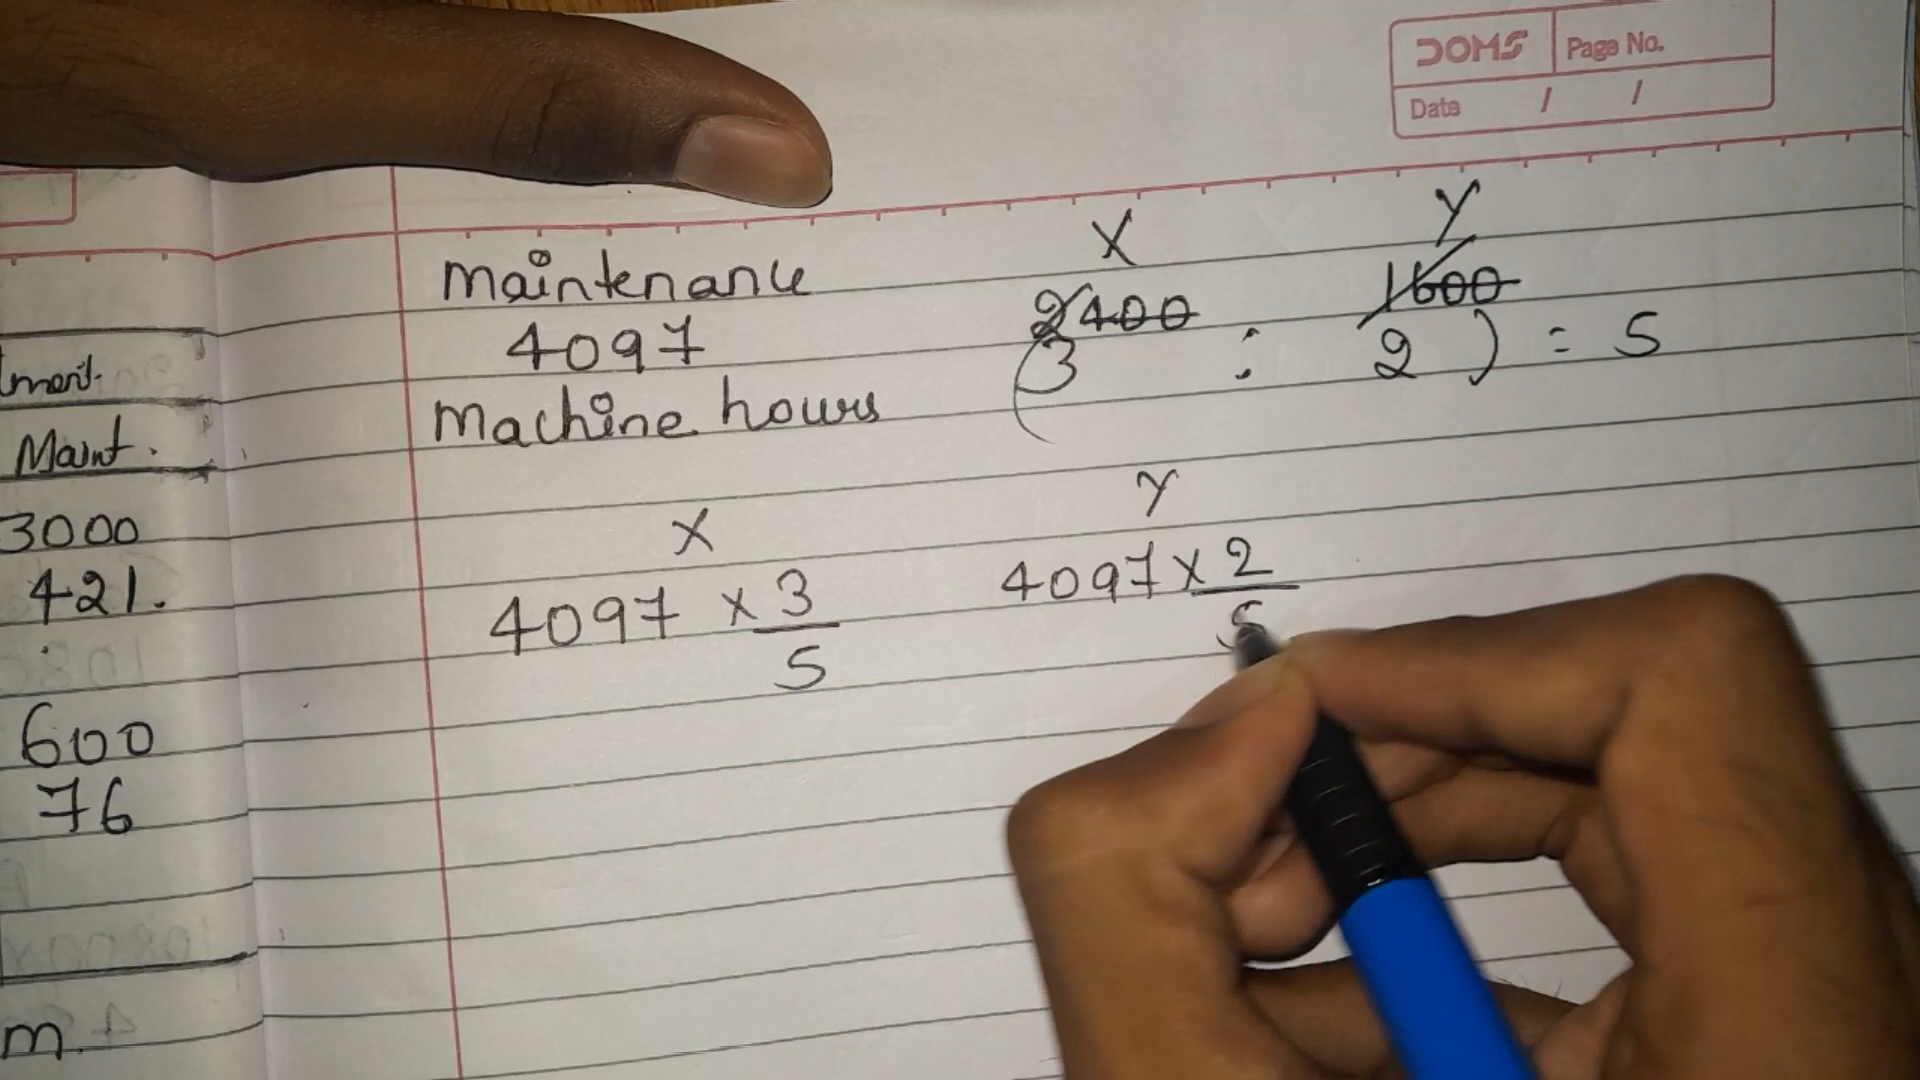 DOMS Page No.
Date / /
X Y
maintenance 2400 1600
4097 (3 : 2) = 5
Machine hours
ment.
Maint.
X Y
3000
421.
4097 x 3 4097 x 2
5 5
600
76
m.